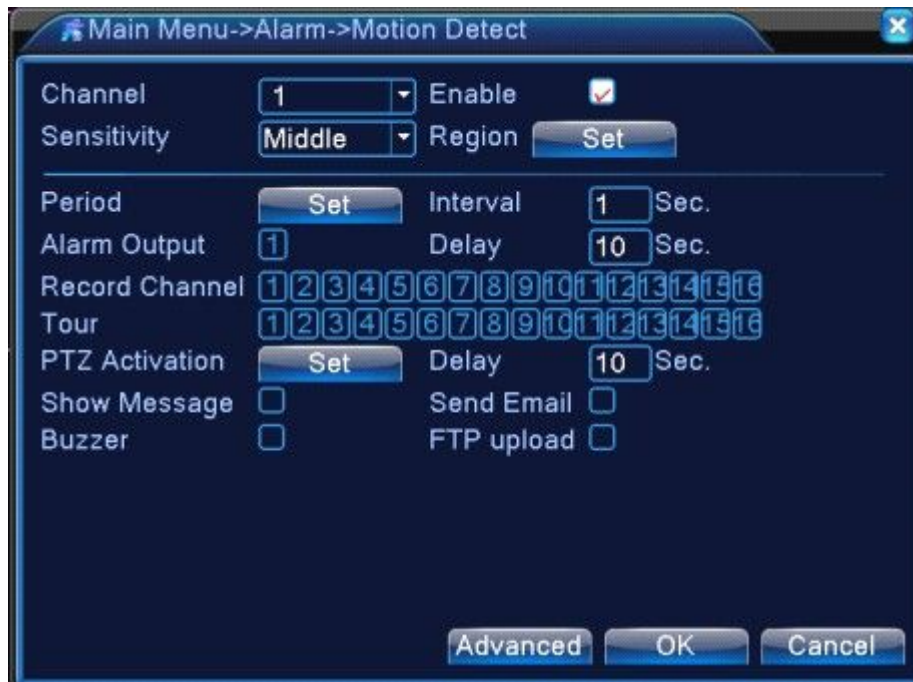 Main Menu->Alarm->Motion Detect
Channel 1 Enable
Sensitivity Middle Region Set
Period Set Interval 1 Sec.
Alarm Output 1 Delay 10 Sec.
Record Channel 1 2 3 4 5 6 7 8 9 10 11 12 13 14 15 16
Tour 1 2 3 4 5 6 7 8 9 10 11 12 13 14 15 16
PTZ Activation Set Delay 10 Sec.
Show Message Send Email
Buzzer FTP upload
Advanced OK Cancel